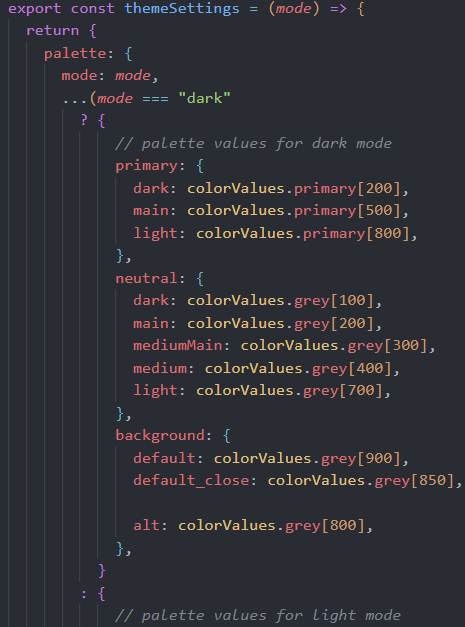 export const themeSettings = (mode) => {
return {
palette: {
mode: mode,
...(mode === "dark"
? {
// palette values for dark mode
primary: {
dark: colorValues.primary[200],
main: colorValues.primary[500],
light: colorValues.primary[800],
},
neutral: {
dark: colorValues.grey[100],
main: colorValues.grey[200],
mediumMain: colorValues.grey[300],
medium: colorValues.grey[400],
light: colorValues.grey[700],
},
background: {
default: colorValues.grey[900],
default_close: colorValues.grey[850],
alt: colorValues.grey[800],
},
}
: {
// palette values for light mode